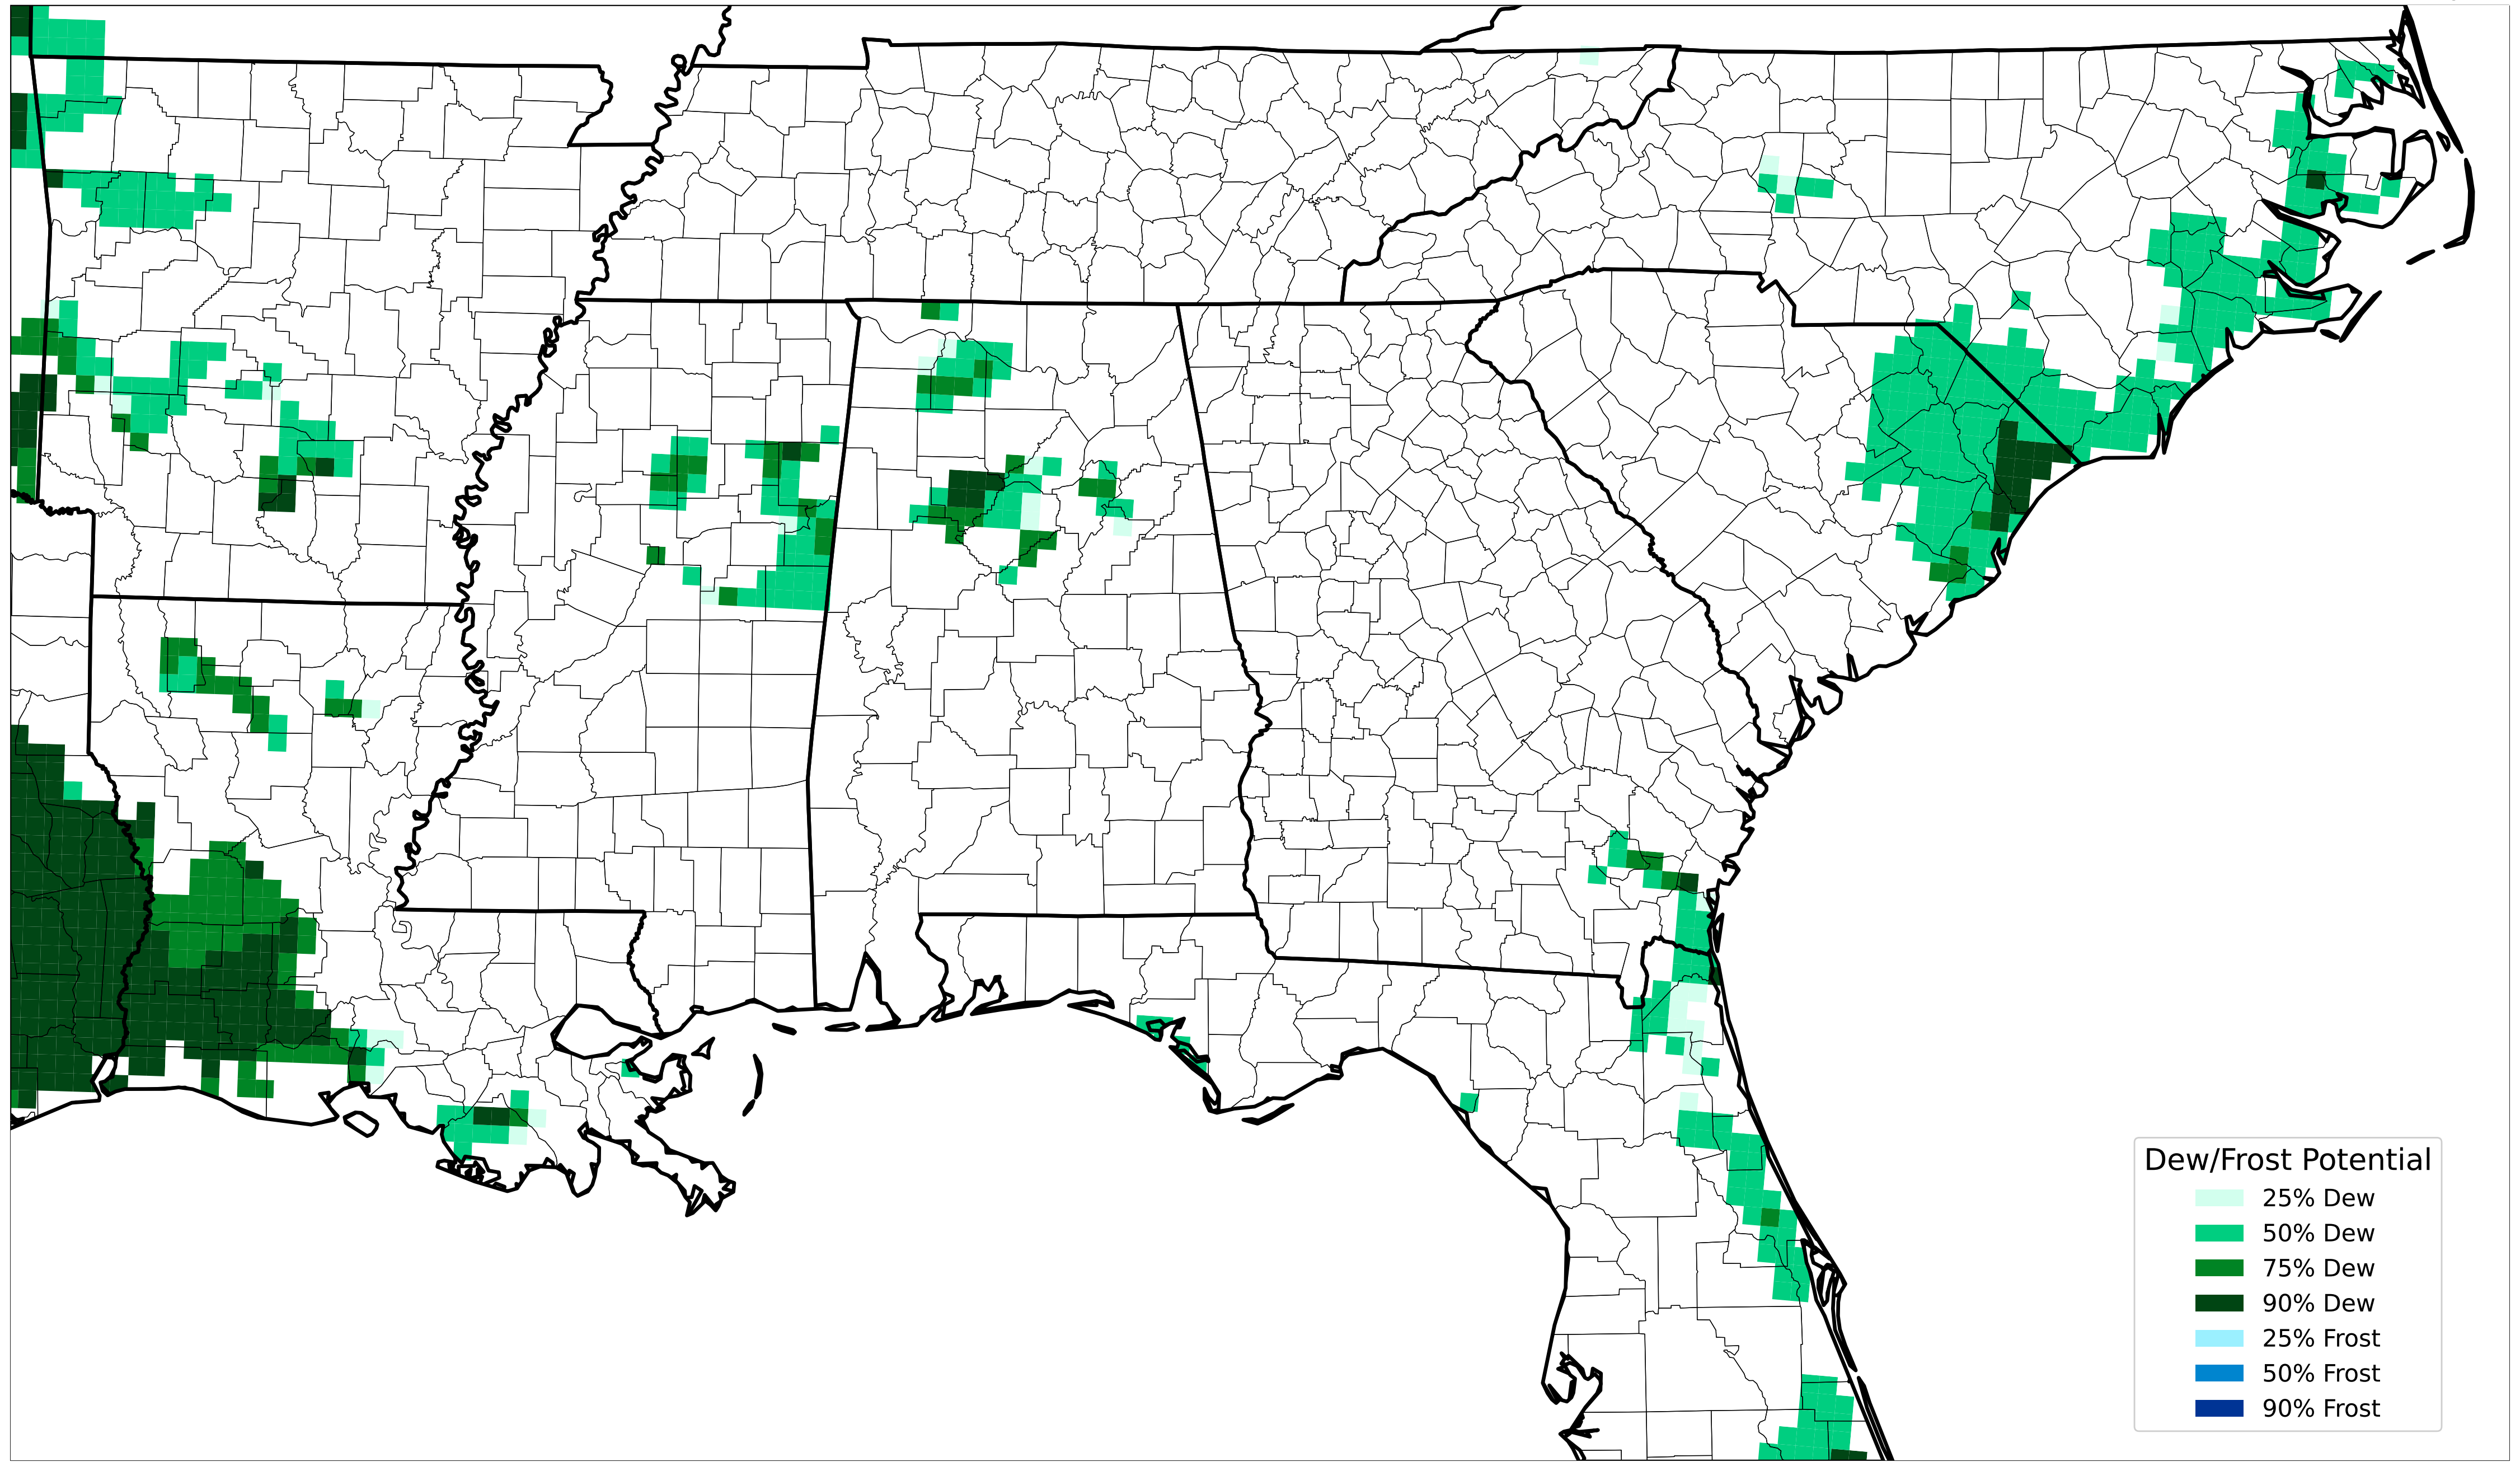 Dew/Frost Potential
25% Dew
50% Dew
75% Dew
90% Dew
25% Frost
50% Frost
90% Frost